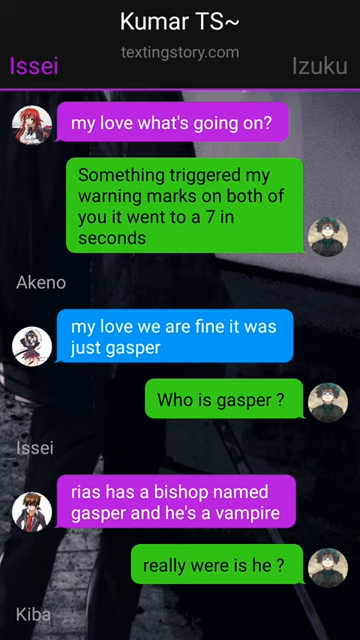 Kumar TS~
textingstory.com
Issei
Izuku
my love what's going on?
Something triggered my
warning marks on both of
you it went to a 7 in
seconds
Akeno
my love we are fine it was
just gasper
Who is gasper ?
Issei
rias has a bishop named
gasper and he's a vampire
really were is he ?
Kiba